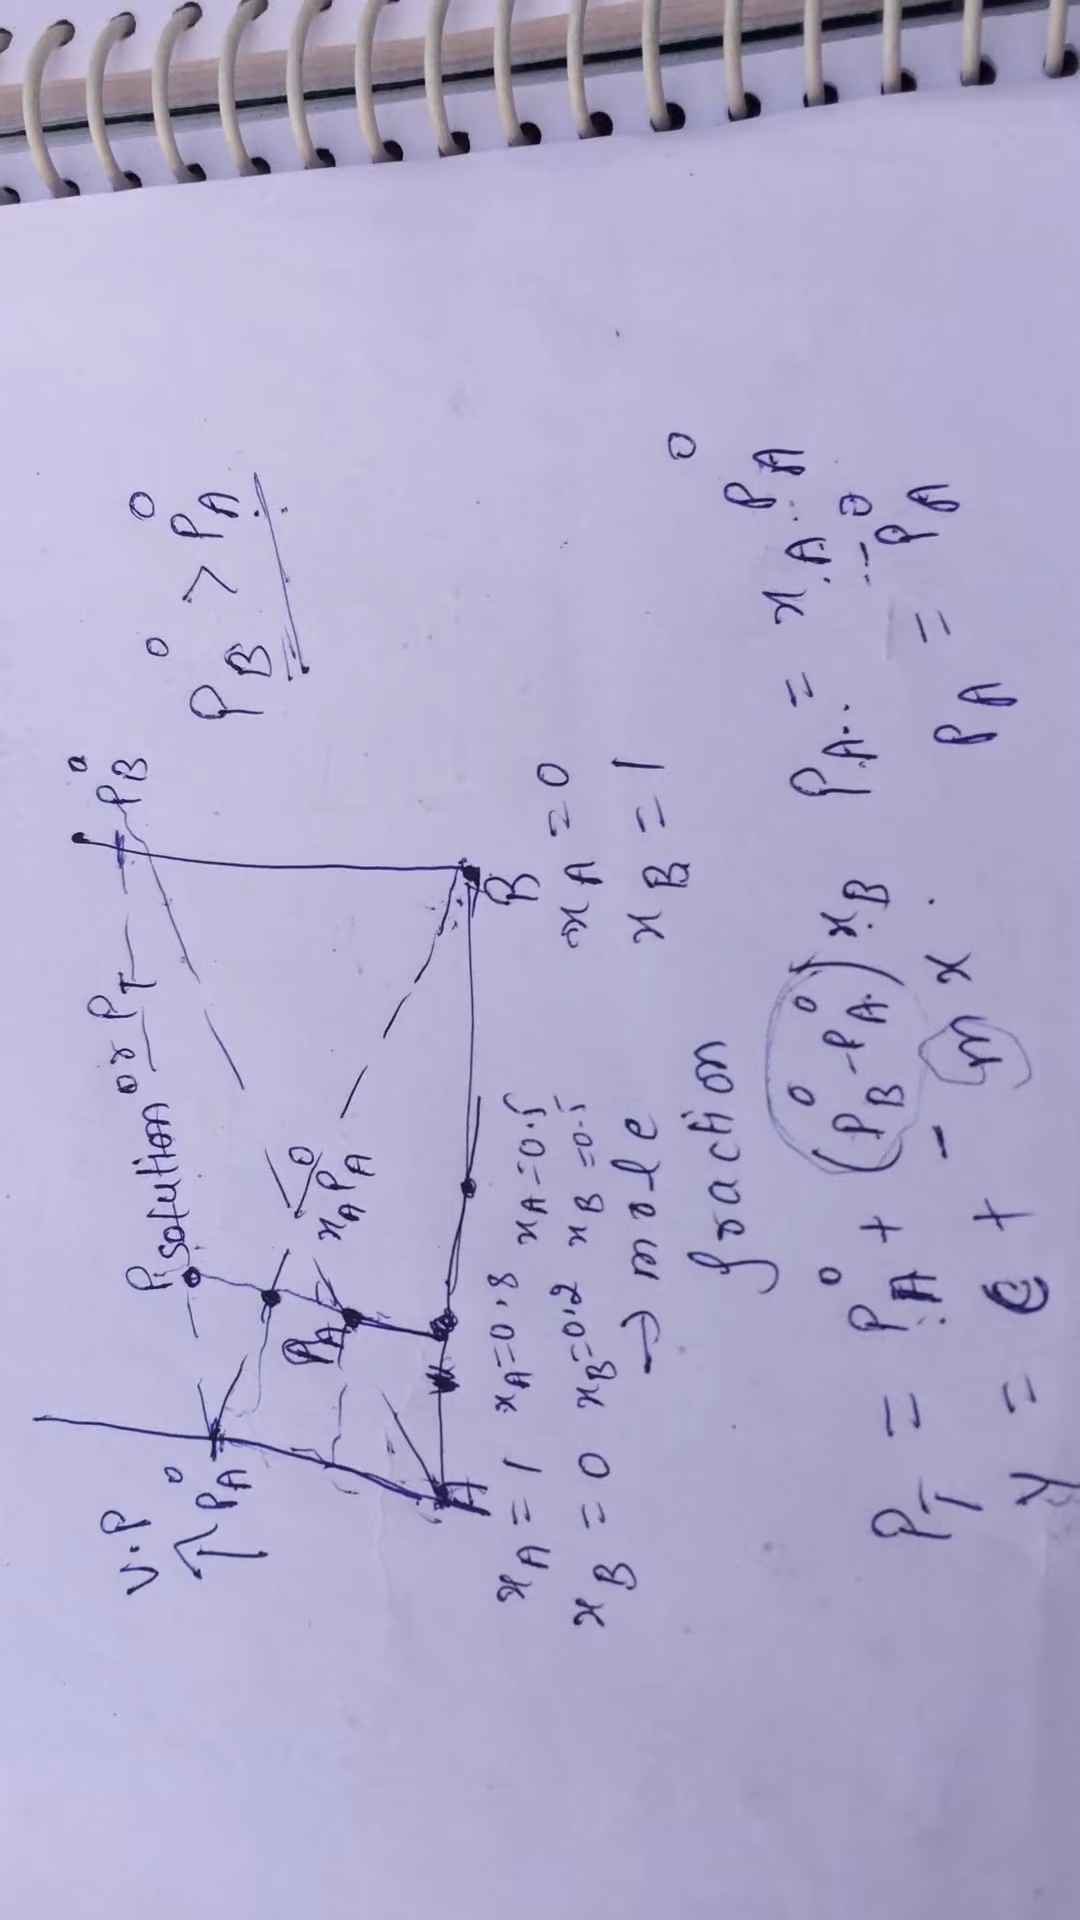 V.P
P°A
P solution or PT
P°B
P°B > P°A
PA
xA P°A
A
B
xA = 1 xA=0.8 xA=0.5 xA = 0
xB = 0 xB=0.2 xB=0.5 xB = 1
→ mole
fraction
PT = P°A + (P°B - P°A) xB
y = c + m x
PA = xA . P°A
PA = P°A